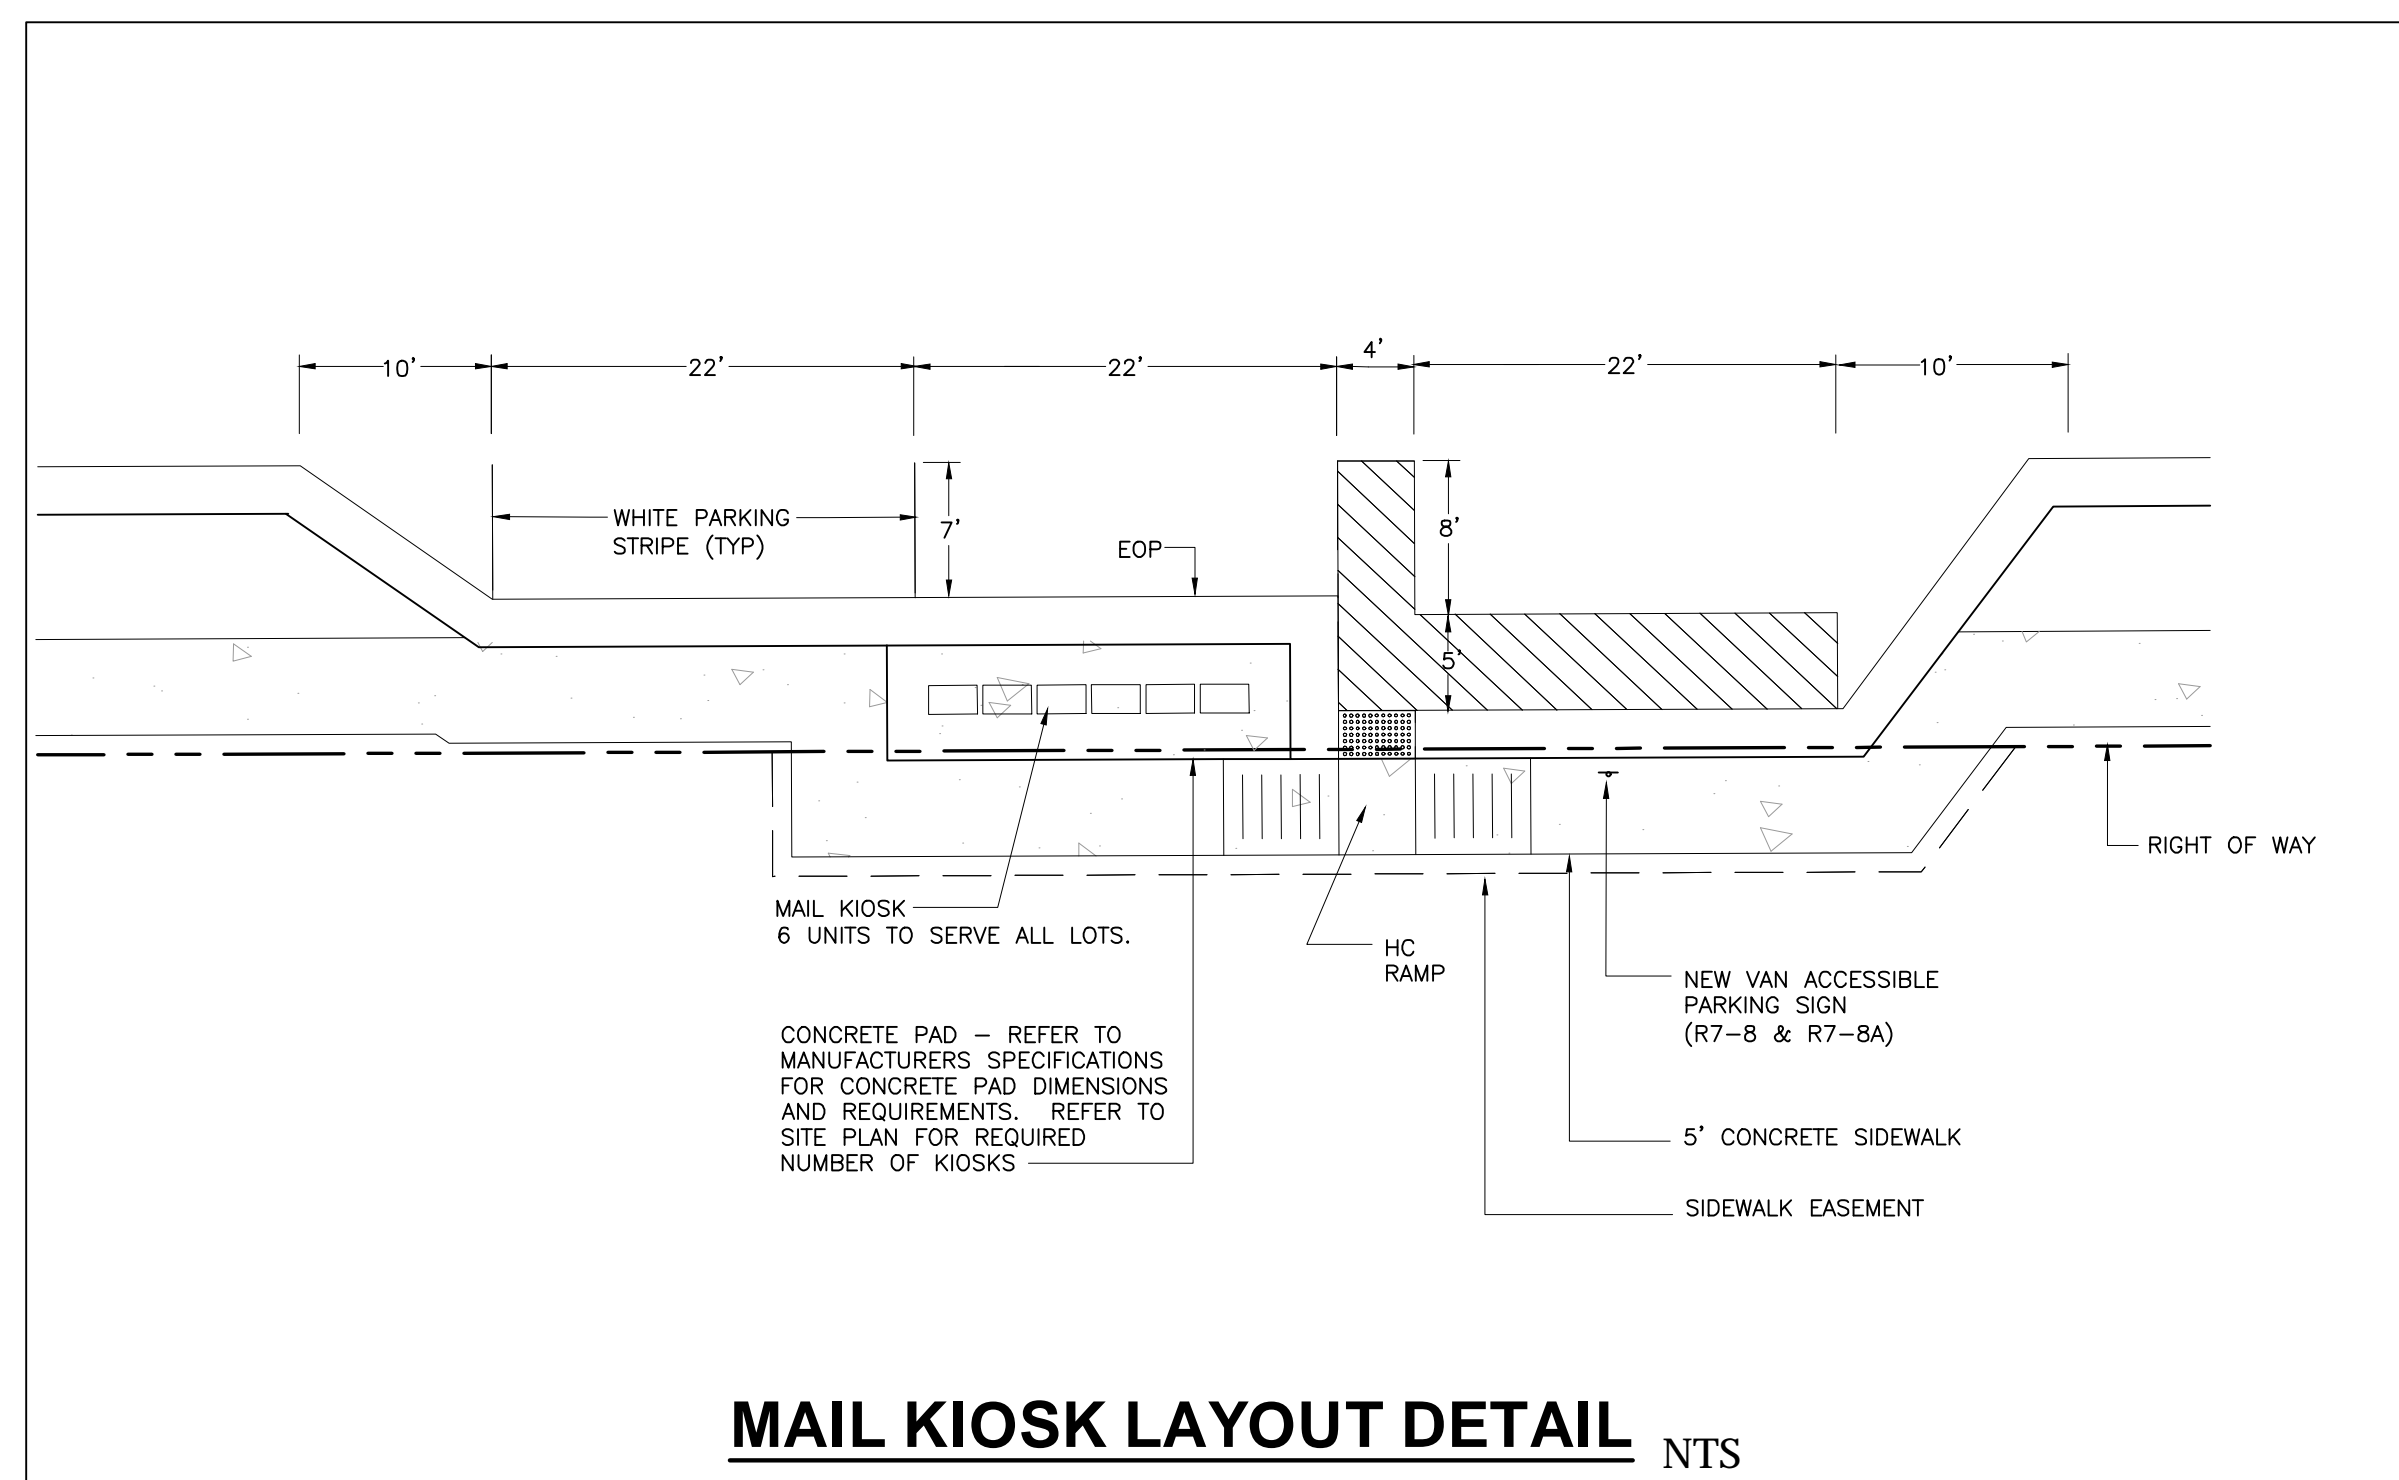 10'
22'
22'
4'
22'
10'
WHITE PARKING
STRIPE (TYP)
7'
EOP
8'
5'
RIGHT OF WAY
MAIL KIOSK
6 UNITS TO SERVE ALL LOTS.
HC
RAMP
NEW VAN ACCESSIBLE
PARKING SIGN
(R7-8 & R7-8A)
CONCRETE PAD – REFER TO
MANUFACTURERS SPECIFICATIONS
FOR CONCRETE PAD DIMENSIONS
AND REQUIREMENTS. REFER TO
SITE PLAN FOR REQUIRED
NUMBER OF KIOSKS
5' CONCRETE SIDEWALK
SIDEWALK EASEMENT
MAIL KIOSK LAYOUT DETAIL NTS